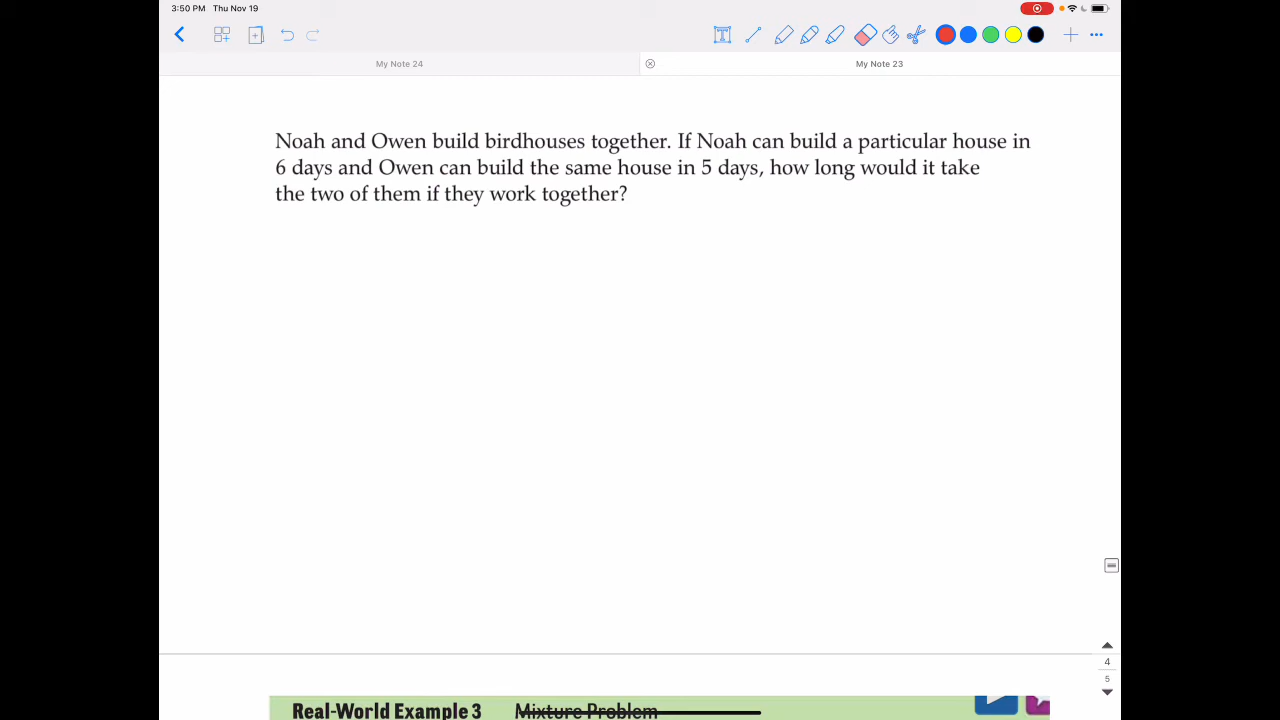 3:50 PM Thu Nov 19
My Note 24
My Note 23
Noah and Owen build birdhouses together. If Noah can build a particular house in
6 days and Owen can build the same house in 5 days, how long would it take
the two of them if they work together?
4
5
Real-World Example 3 Mixture Problem